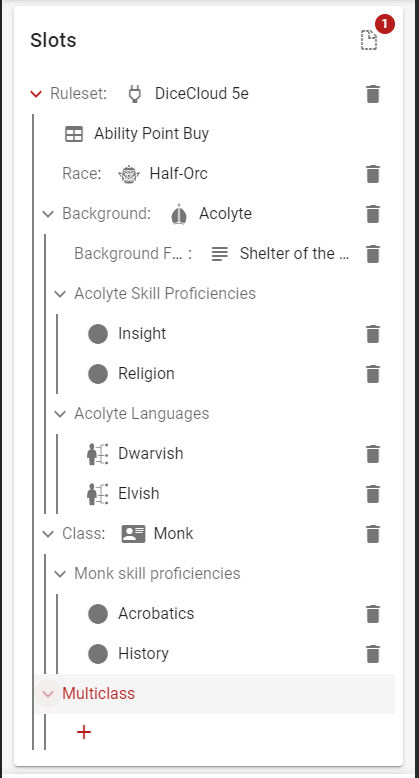 Slots
1
Ruleset: DiceCloud 5e
Ability Point Buy
Race: Half-Orc
Background: Acolyte
Background F... : Shelter of the ...
Acolyte Skill Proficiencies
Insight
Religion
Acolyte Languages
Dwarvish
Elvish
Class: Monk
Monk skill proficiencies
Acrobatics
History
Multiclass
+